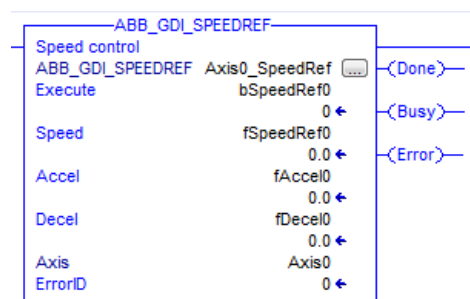 ABB_GDI_SPEEDREF
Speed control
ABB_GDI_SPEEDREF Axis0_SpeedRef ...
(Done)
Execute bSpeedRef0
0
(Busy)
Speed fSpeedRef0
0.0
(Error)
Accel fAccel0
0.0
Decel fDecel0
0.0
Axis Axis0
ErrorID 0